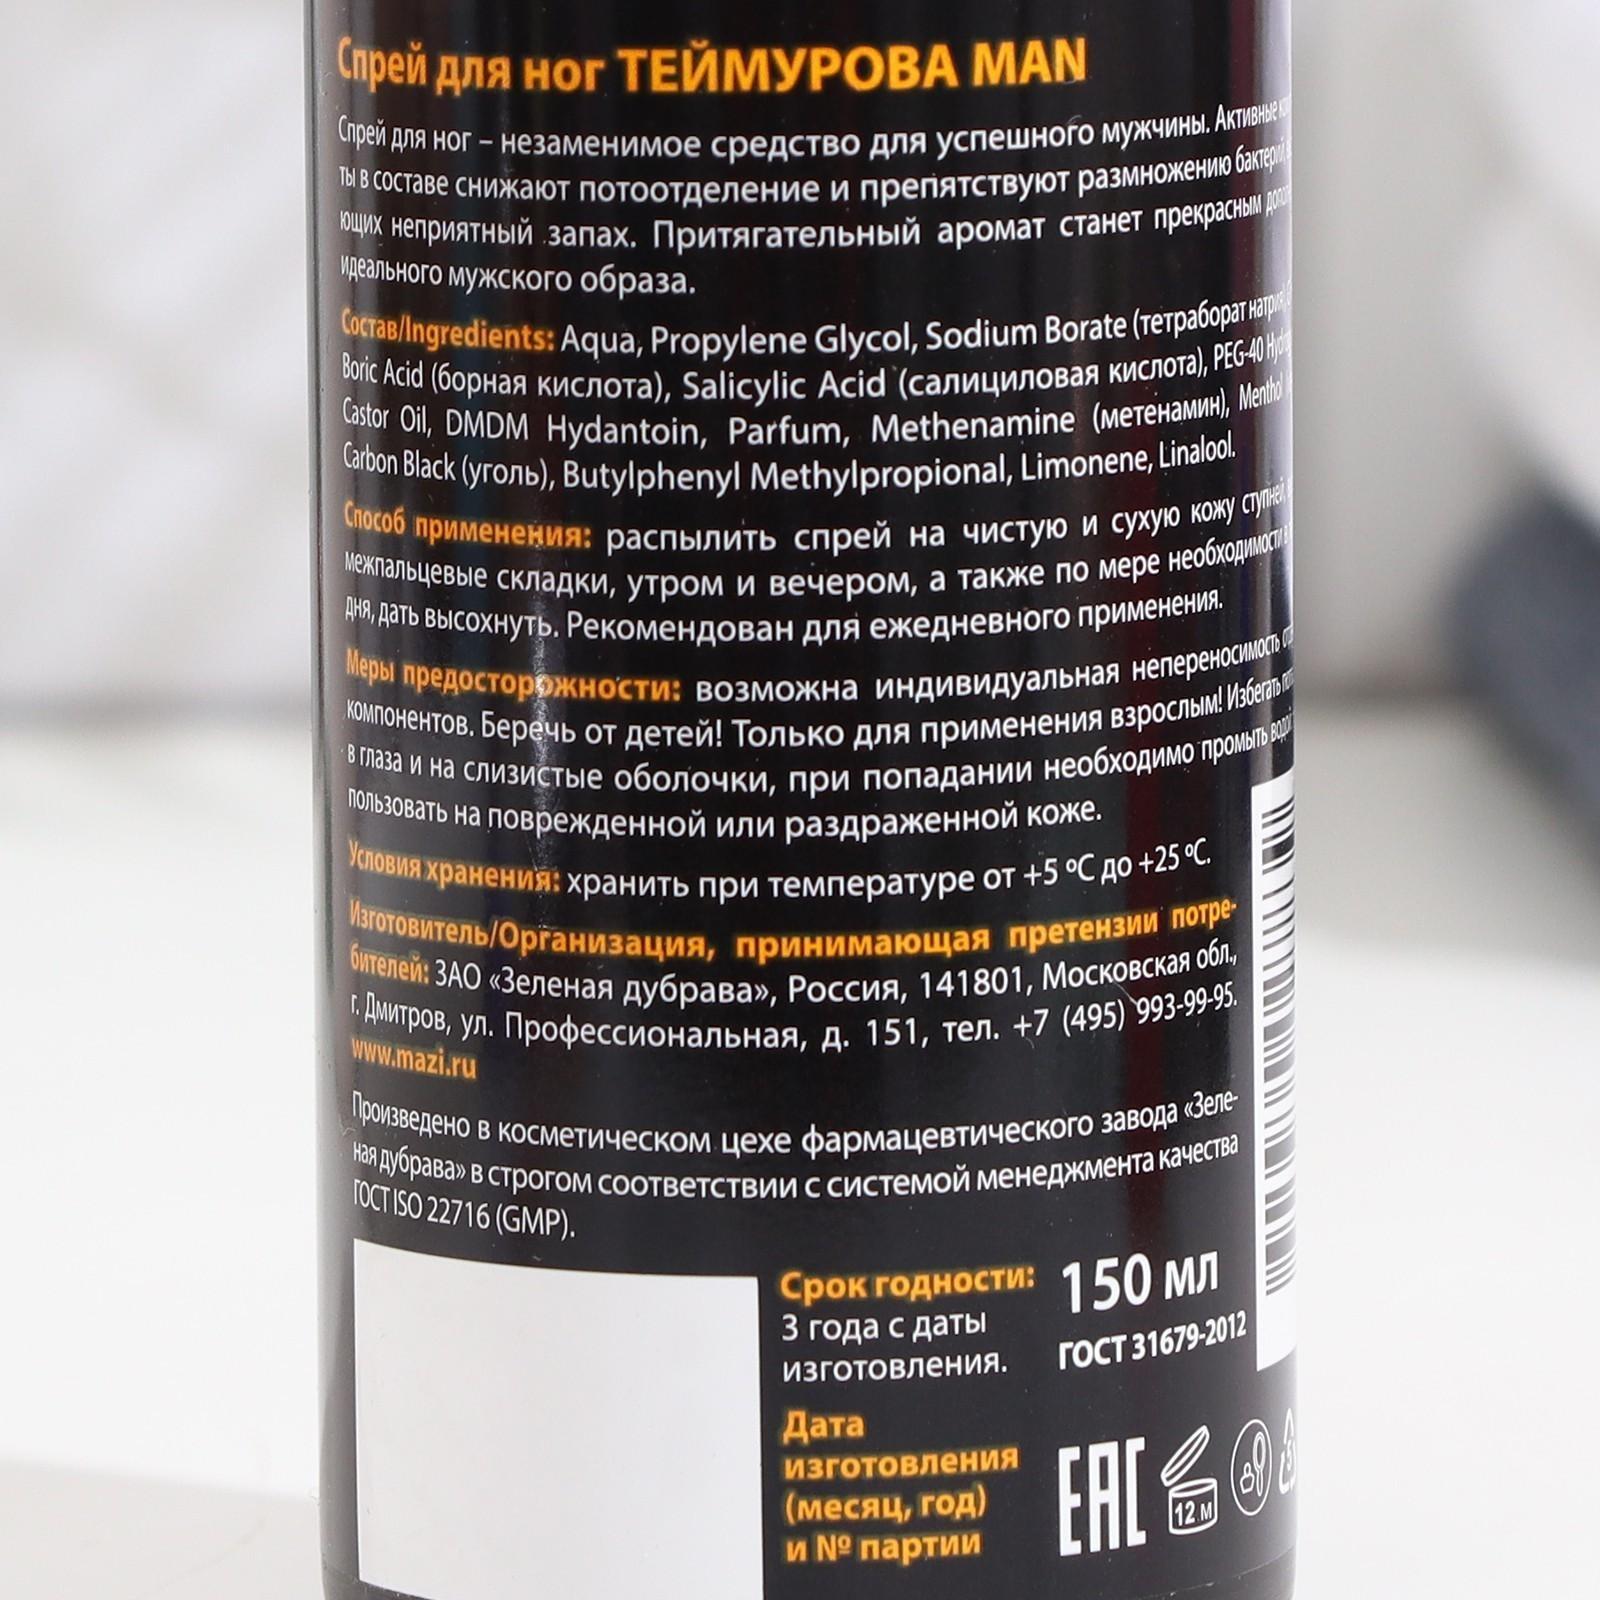 Спрей для ног ТЕЙМУРОВА MAN
Спрей для ног – незаменимое средство для успешного мужчины. Активные
ты в составе снижают потоотделение и препятствуют размножению бактерий,
ющих неприятный запах. Притягательный аромат станет прекрасным
идеального мужского образа.
Состав/Ingredients: Aqua, Propylene Glycol, Sodium Borate (тетраборат натрия),
Boric Acid (борная кислота), Salicylic Acid (салициловая кислота), PEG-40
Castor Oil, DMDM Hydantoin, Parfum, Methenamine (метенамин), Menthol
Carbon Black (уголь), Butylphenyl Methylpropional, Limonene, Linalool.
Способ применения: распылить спрей на чистую и сухую кожу ступней,
межпальцевые складки, утром и вечером, а также по мере необходимости в
дня, дать высохнуть. Рекомендован для ежедневного применения.
Меры предосторожности: возможна индивидуальная непереносимость
компонентов. Беречь от детей! Только для применения взрослым! Избегать
в глаза и на слизистые оболочки, при попадании необходимо промыть водой
пользовать на поврежденной или раздраженной коже.
Условия хранения: хранить при температуре от +5 ºС до +25 ºС.
Изготовитель/Организация, принимающая претензии потре-
бителей: ЗАО «Зеленая дубрава», Россия, 141801, Московская обл.,
г. Дмитров, ул. Профессиональная, д. 151, тел. +7 (495) 993-99-95.
www.mazi.ru
Произведено в косметическом цехе фармацевтического завода «Зеле-
ная дубрава» в строгом соответствии с системой менеджмента качества
ГОСТ ISO 22716 (GMP).
Срок годности:
3 года с даты
изготовления.
150 мл
ГОСТ 31679-2012
Дата
изготовления
(месяц, год)
и № партии
EAC
12 М
5